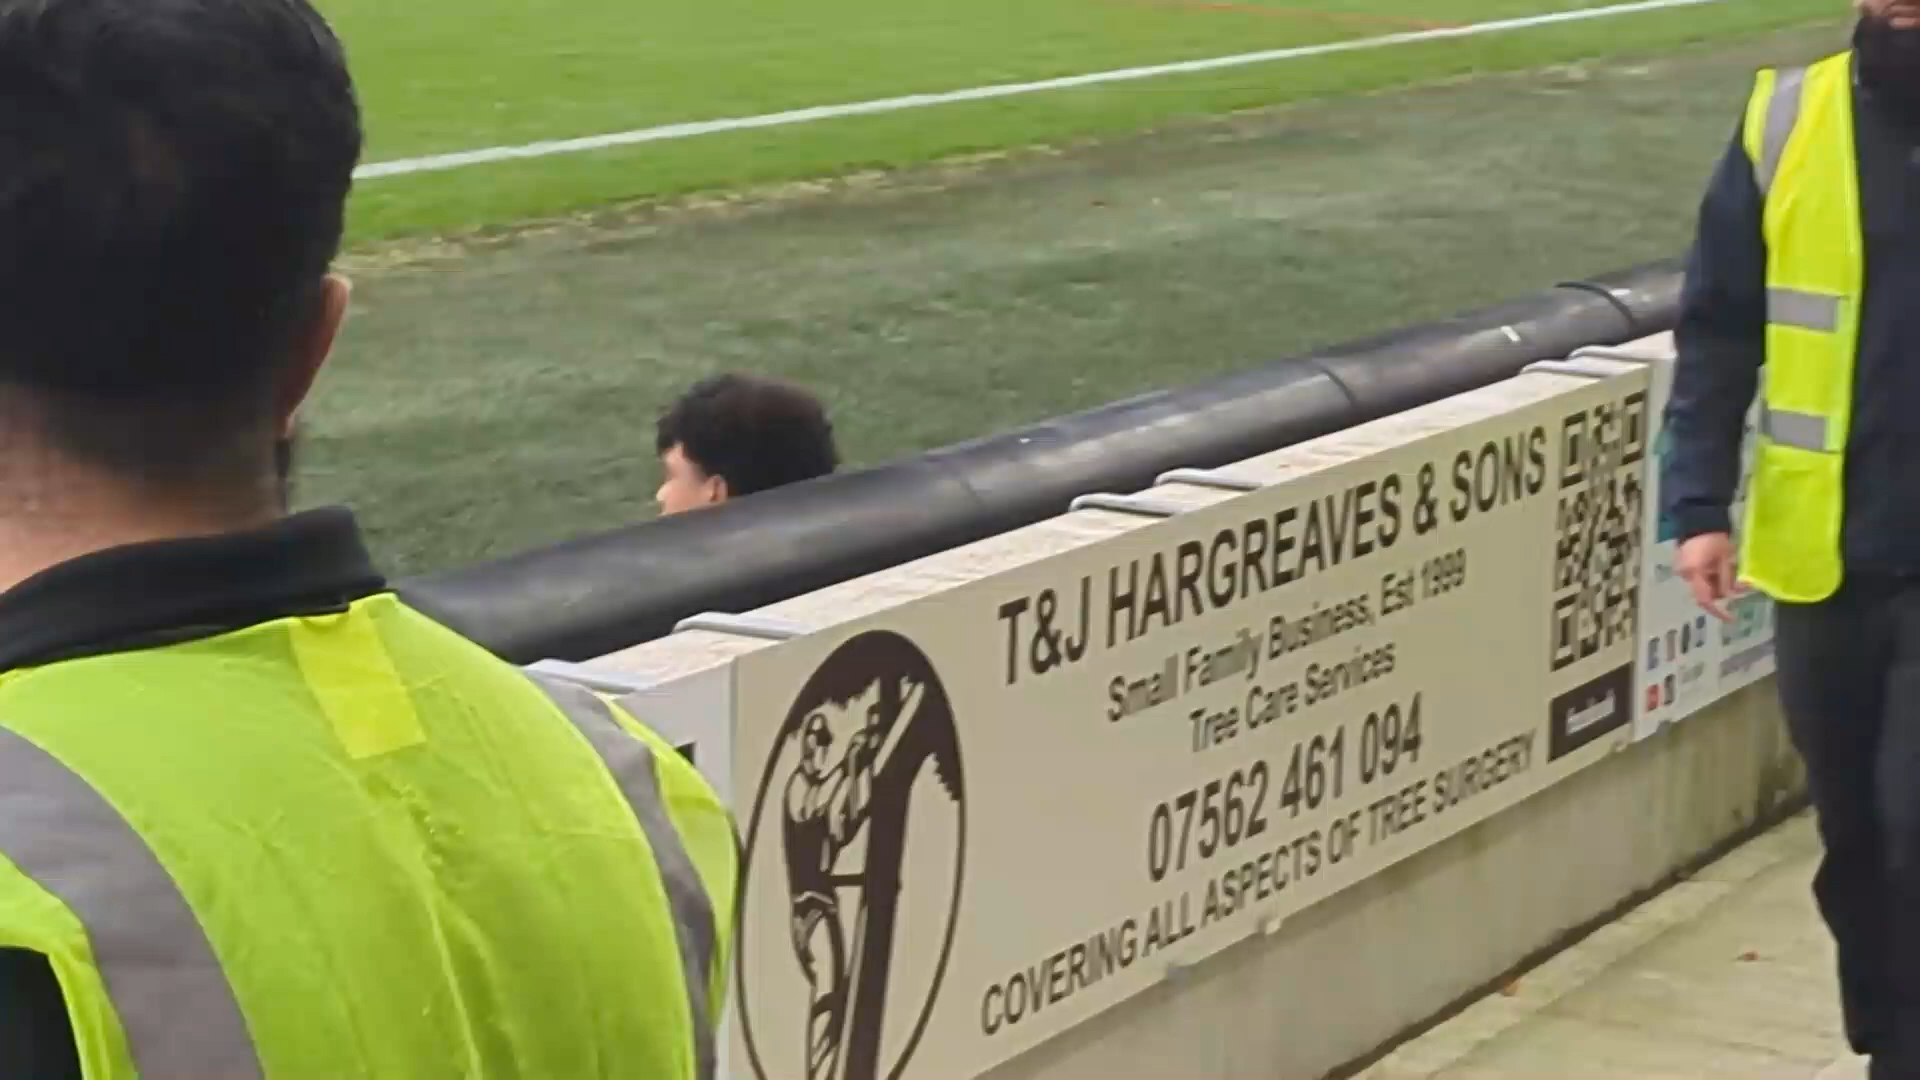 T&J HARGREAVES & SONS
Small Family Business, Est 1999
Tree Care Services
07562 461 094
COVERING ALL ASPECTS OF TREE SURGERY